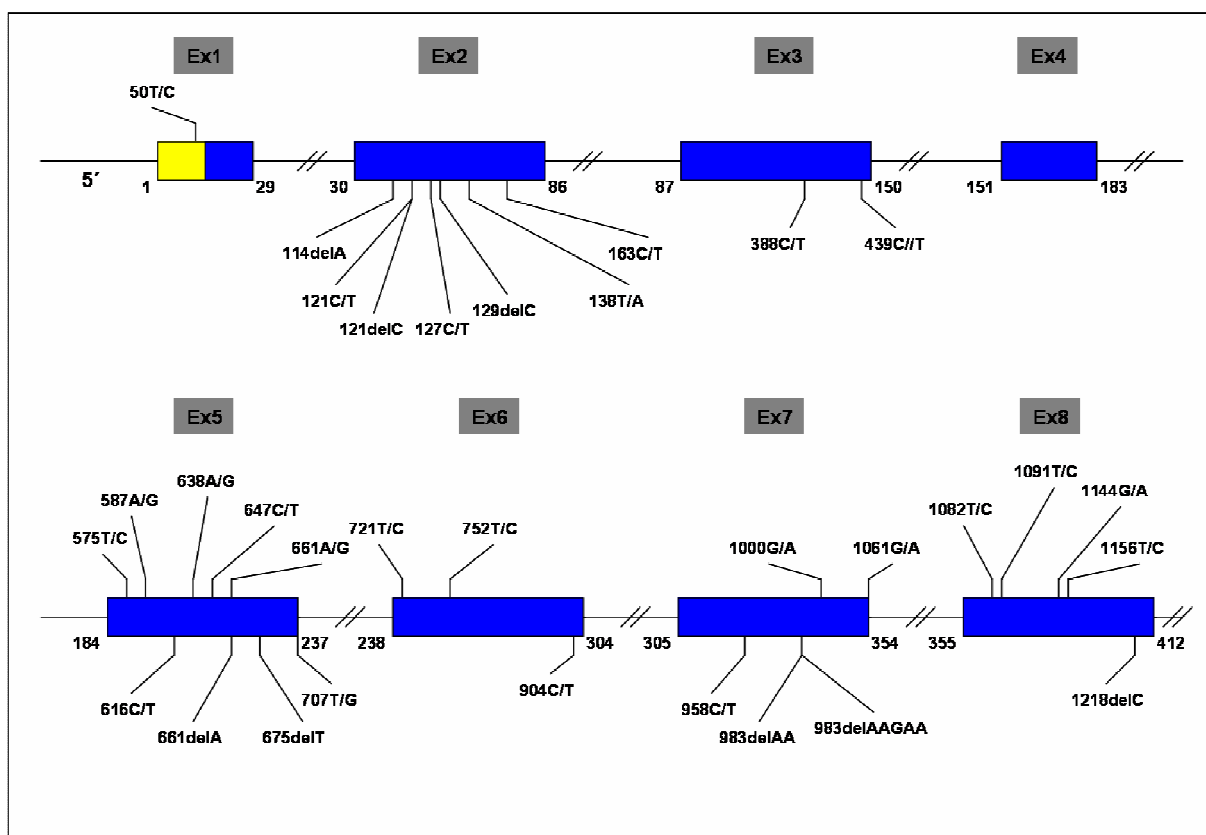 Ex1 Ex2 Ex3 Ex4
50T/C
5´ 1 29 30 86 87 150 151 183
114delA 163C/T 388C/T 439C//T
121C/T 129delC 138T/A
121delC 127C/T
Ex5 Ex6 Ex7 Ex8
638A/G 1091T/C
587A/G 647C/T 1144G/A
575T/C 661A/G 721T/C 752T/C 1000G/A 1061G/A 1082T/C 1156T/C
184 237 238 304 305 354 355 412
616C/T 707T/G 904C/T 958C/T 1218delC
661delA 675delT 983delAA 983delAAGAA